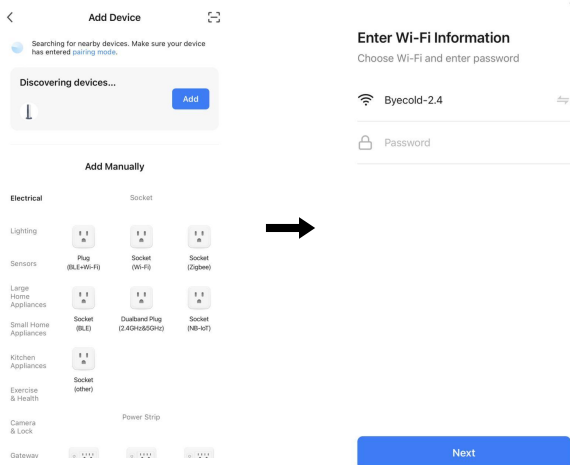 Add Device
Searching for nearby devices. Make sure your device
has entered pairing mode.
Discovering devices...
Add
Add Manually
Electrical
Lighting
Sensors
Large
Home
Appliances
Small Home
Appliances
Kitchen
Appliances
Exercise
& Health
Camera
& Lock
Gateway
Socket
Plug
(BLE+Wi-Fi)
Socket
(Wi-Fi)
Socket
(Zigbee)
Socket
(BLE)
Dualband Plug
(2.4GHz&5GHz)
Socket
(NB-IoT)
Socket
(other)
Power Strip
Enter Wi-Fi Information
Choose Wi-Fi and enter password
Byecold-2.4
Password
Next